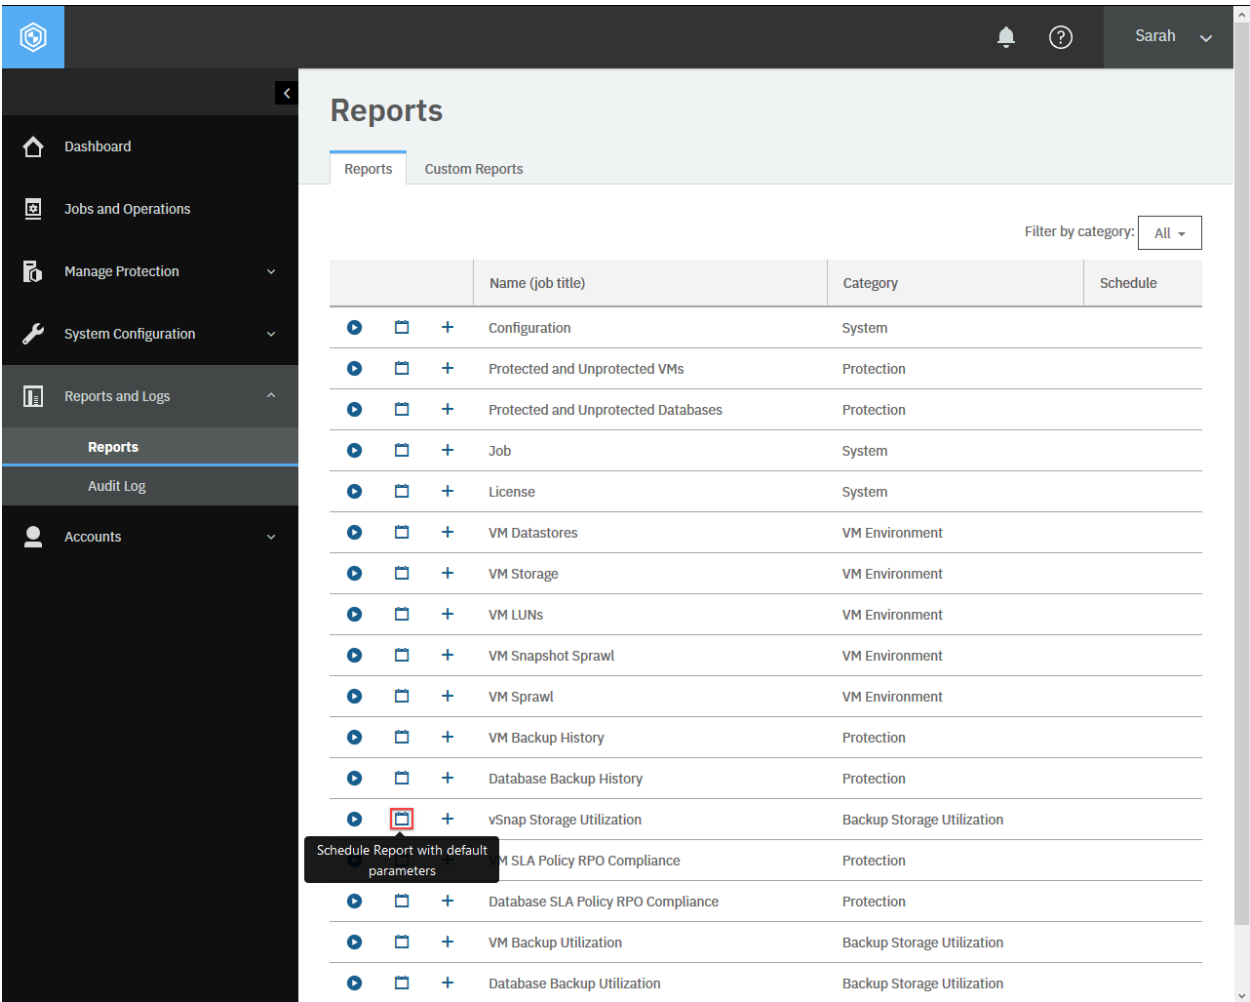 Sarah
Reports
Dashboard
Jobs and Operations
Manage Protection
System Configuration
Reports and Logs
Reports
Audit Log
Accounts
Reports Custom Reports
Filter by category: All
Name (job title) Category Schedule
Configuration System
Protected and Unprotected VMs Protection
Protected and Unprotected Databases Protection
Job System
License System
VM Datastores VM Environment
VM Storage VM Environment
VM LUNs VM Environment
VM Snapshot Sprawl VM Environment
VM Sprawl VM Environment
VM Backup History Protection
Database Backup History Protection
vSnap Storage Utilization Backup Storage Utilization
Schedule Report with default
parameters
M SLA Policy RPO Compliance Protection
Database SLA Policy RPO Compliance Protection
VM Backup Utilization Backup Storage Utilization
Database Backup Utilization Backup Storage Utilization